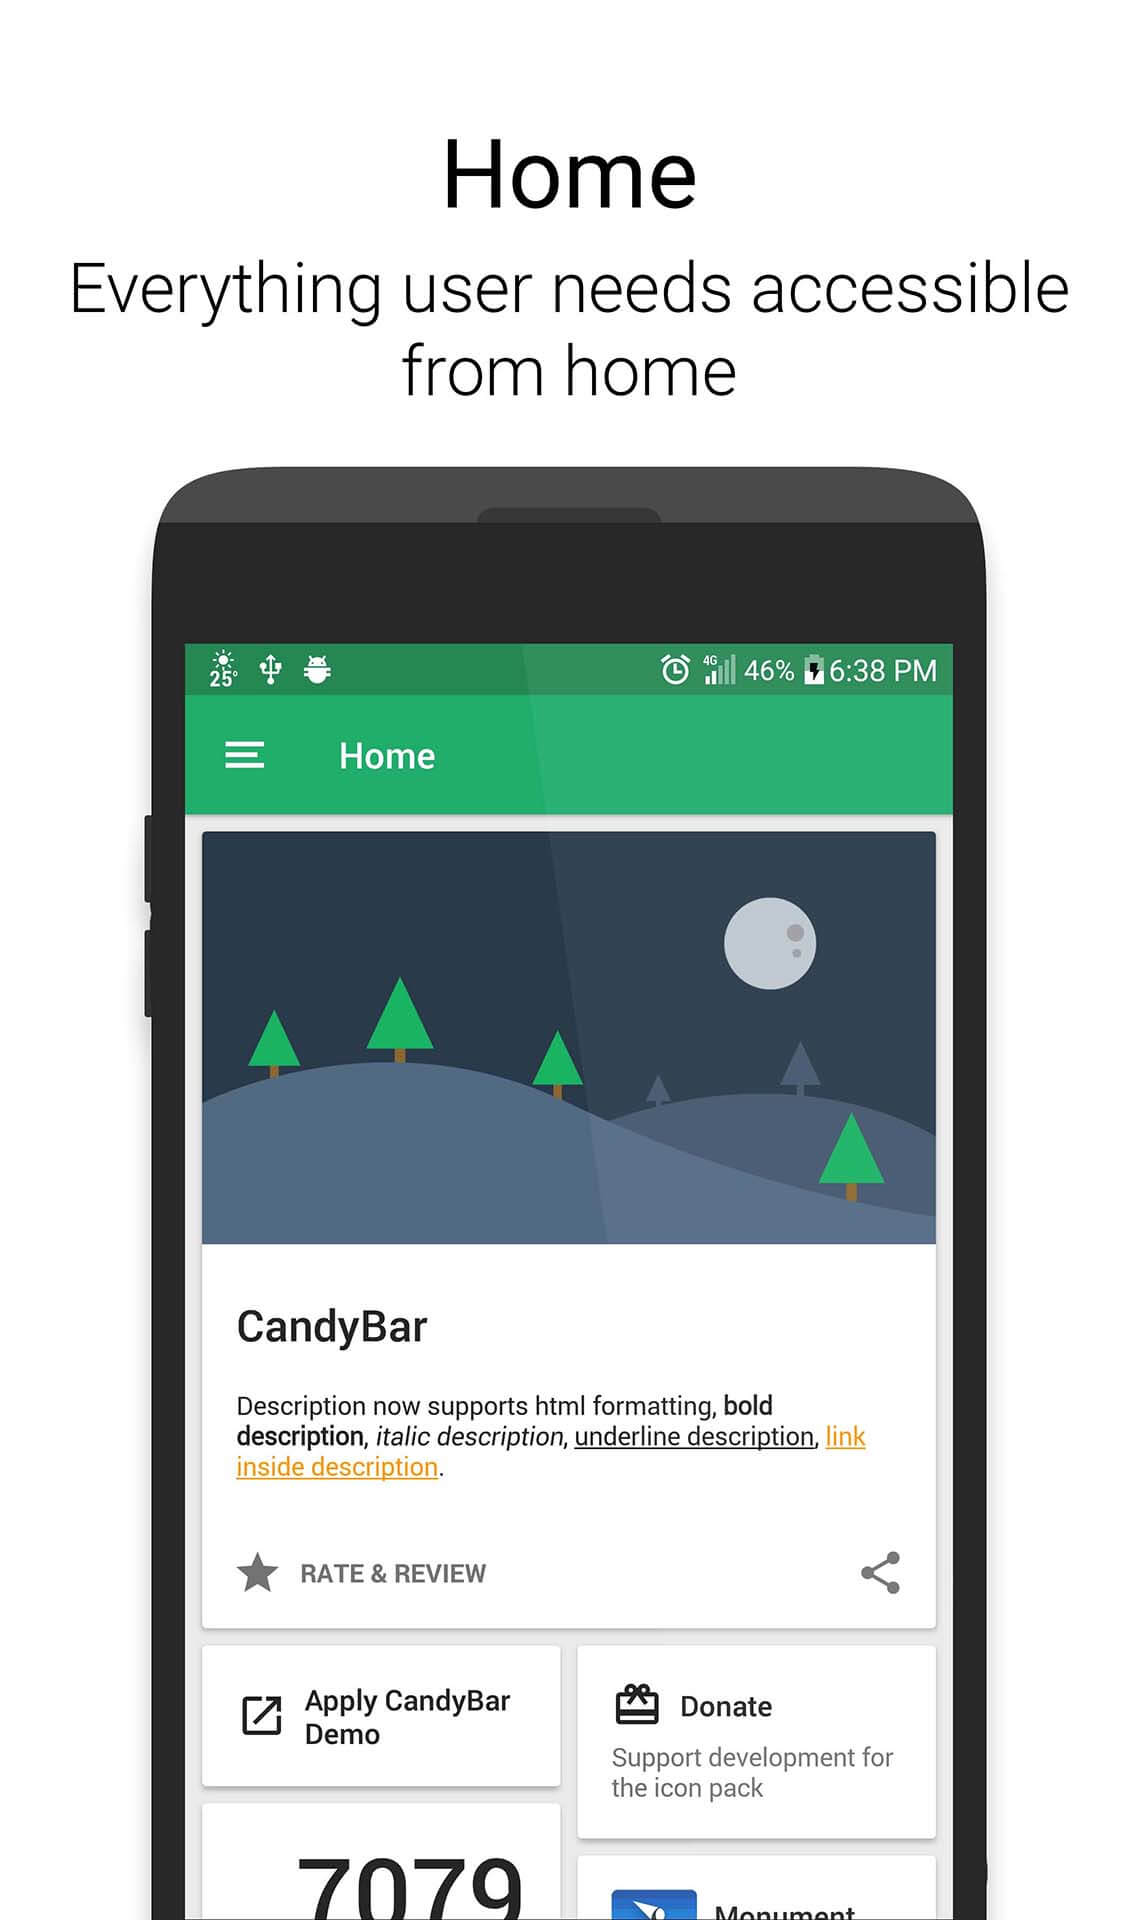 Home
Everything user needs accessible
from home
25°
4G
46%
6:38 PM
Home
CandyBar
Description now supports html formatting, bold
description, italic description, underline description, link
inside description.
RATE & REVIEW
Apply CandyBar
Demo
Donate
Support development for
the icon pack
7079
Monument